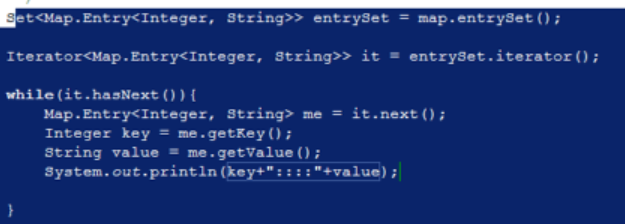 Set<Map.Entry<Integer, String>> entrySet = map.entrySet();
Iterator<Map.Entry<Integer, String>> it = entrySet.iterator();
while(it.hasNext()){
Map.Entry<Integer, String> me = it.next();
Integer key = me.getKey();
String value = me.getValue();
System.out.println(key+"::::"+value);
}